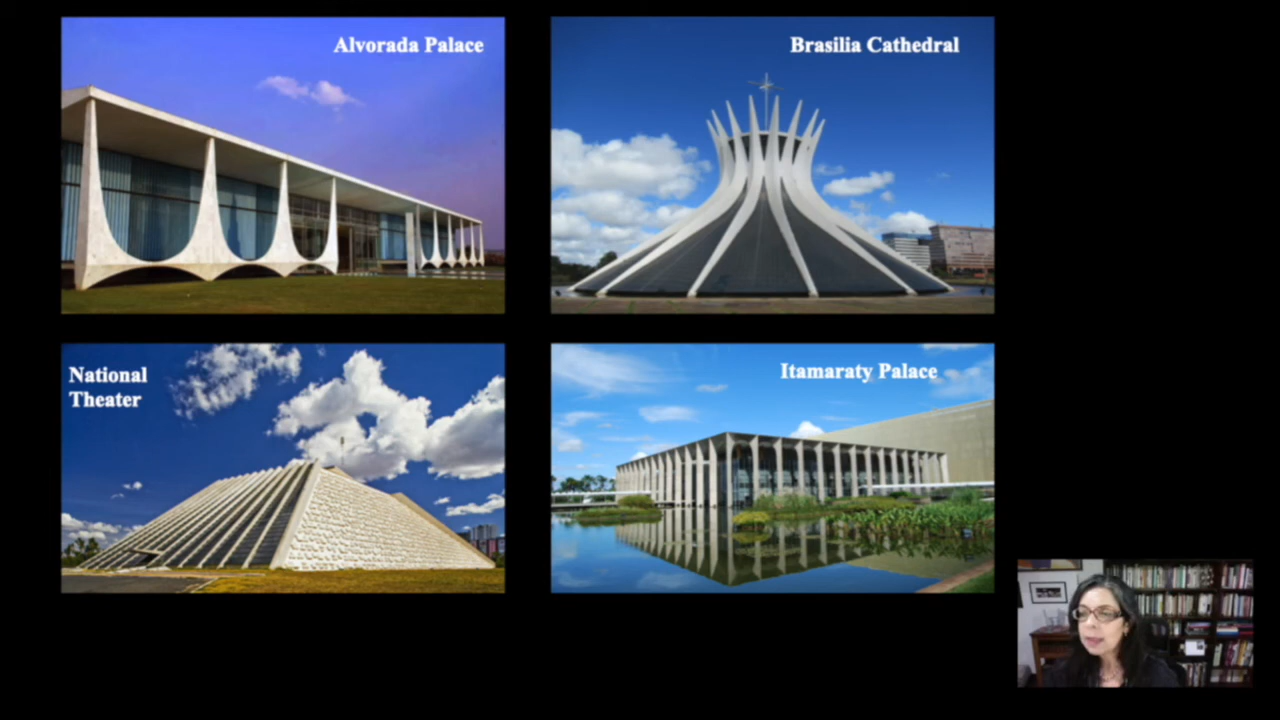 Alvorada Palace
Brasilia Cathedral
National
Theater
Itamaraty Palace